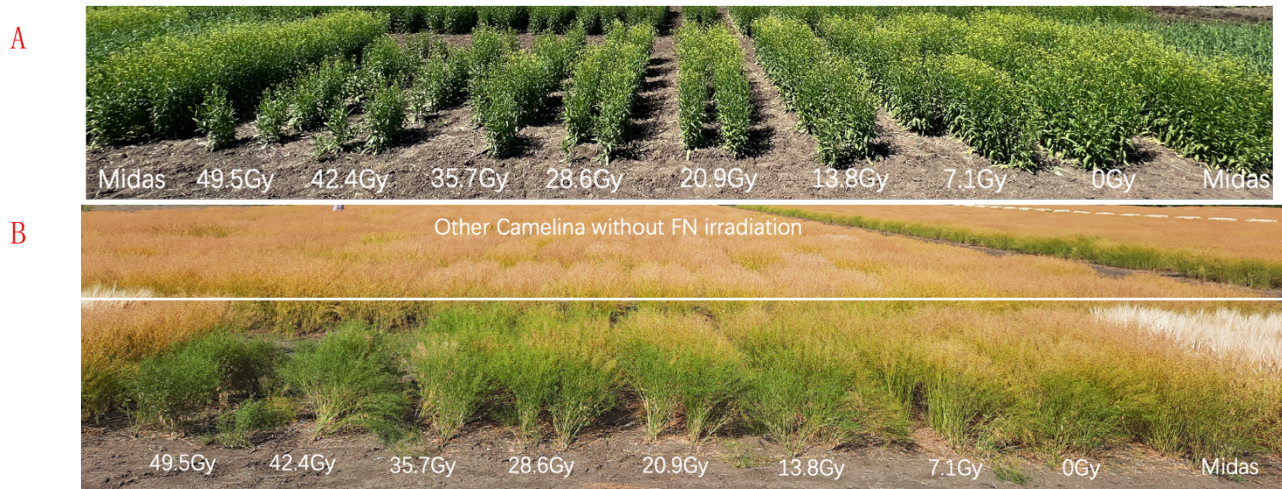 A
Midas 49.5Gy 42.4Gy 35.7Gy 28.6Gy 20.9Gy 13.8Gy 7.1Gy 0Gy Midas
B
Other Camelina without FN irradiation
49.5Gy 42.4Gy 35.7Gy 28.6Gy 20.9Gy 13.8Gy 7.1Gy 0Gy Midas